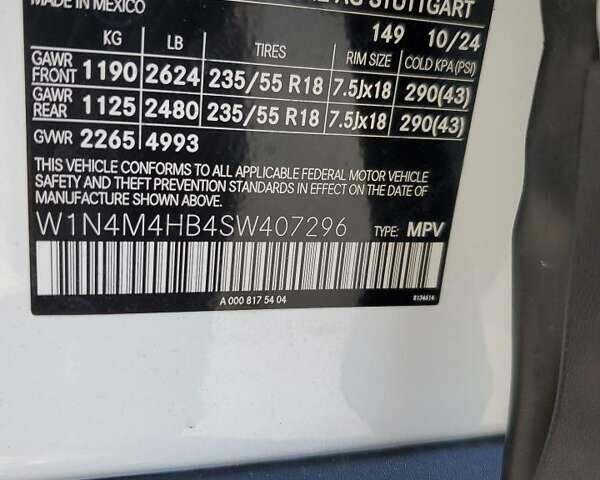 MADE IN MEXICO AG STUTTGART
149 10/24
KG LB TIRES RIM SIZE COLD KPA(PSI)
GAWR FRONT 1190 2624 235/55 R18 7.5Jx18 290(43)
GAWR REAR 1125 2480 235/55 R18 7.5Jx18 290(43)
GVWR 2265 4993
THIS VEHICLE CONFORMS TO ALL APPLICABLE FEDERAL MOTOR VEHICLE
SAFETY AND THEFT PREVENTION STANDARDS IN EFFECT ON THE DATE OF
MANUFACTURE SHOWN ABOVE.
W1N4M4HB4SW407296 TYPE: MPV
A 000 817 54 04